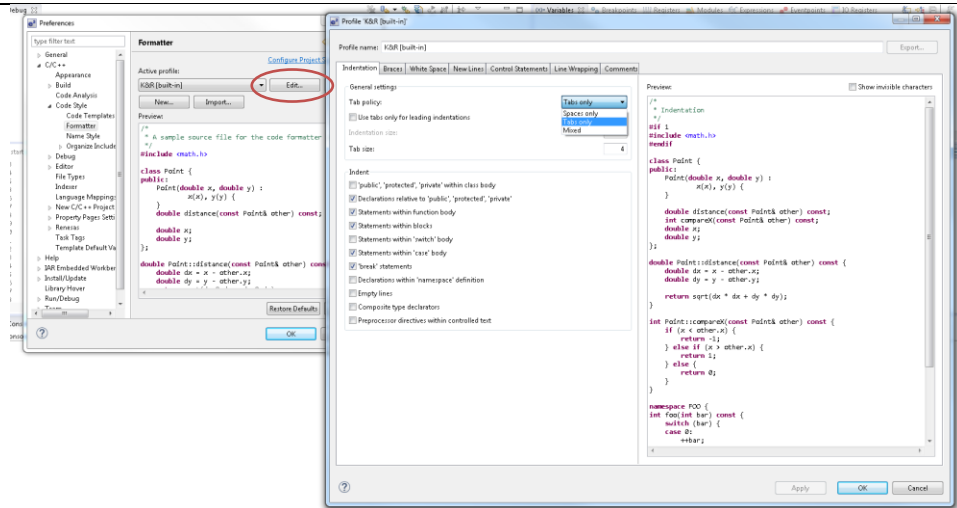 Debug
Variables Breakpoints Registers Modules Expressions Eventpoints IO Registers
Preferences
type filter text
General
C/C++
Appearance
Build
Code Analysis
Code Style
Code Templates
Formatter
Name Style
Organize Include
Debug
Editor
File Types
Indexer
Language Mappings
New C/C++ Project
Property Pages Setti
Renesas
Task Tags
Template Default Va
Help
IAR Embedded Workber
Install/Update
Library Hover
Run/Debug
Team
Formatter
Configure Project S
Active profile:
K&R [built-in]
Edit...
New...
Import...
Preview:
/*
* A sample source file for the code formatter
*/
#include <math.h>
class Point {
public:
Point(double x, double y) :
x(x), y(y) {
}
double distance(const Point& other) const;
double x;
double y;
};
double Point::distance(const Point& other) cons
double dx = x - other.x;
double dy = y - other.y;
Restore Defaults
OK
Profile 'K&R [built-in]'
Profile name: K&R [built-in]
Export...
Indentation Braces White Space New Lines Control Statements Line Wrapping Comments
General settings
Tab policy: Tabs only
Spaces only
Tabs only
Mixed
Use tabs only for leading indentations
Indentation size:
Tab size: 4
Indent
'public', 'protected', 'private' within class body
Declarations relative to 'public', 'protected', 'private'
Statements within function body
Statements within blocks
Statements within 'switch' body
Statements within 'case' body
'break' statements
Declarations within 'namespace' definition
Empty lines
Composite type declarators
Preprocessor directives within controlled text
Preview:
Show invisible characters
/*
* Indentation
*/
#if 1
#include <math.h>
#endif
class Point {
public:
Point(double x, double y) :
x(x), y(y) {
}
double distance(const Point& other) const;
int compareX(const Point& other) const;
double x;
double y;
};
double Point::distance(const Point& other) const {
double dx = x - other.x;
double dy = y - other.y;
return sqrt(dx * dx + dy * dy);
}
int Point::compareX(const Point& other) const {
if (x < other.x) {
return -1;
} else if (x > other.x) {
return 1;
} else {
return 0;
}
}
namespace FOO {
int foo(int bar) const {
switch (bar) {
case 0:
++bar;
Apply
OK
Cancel